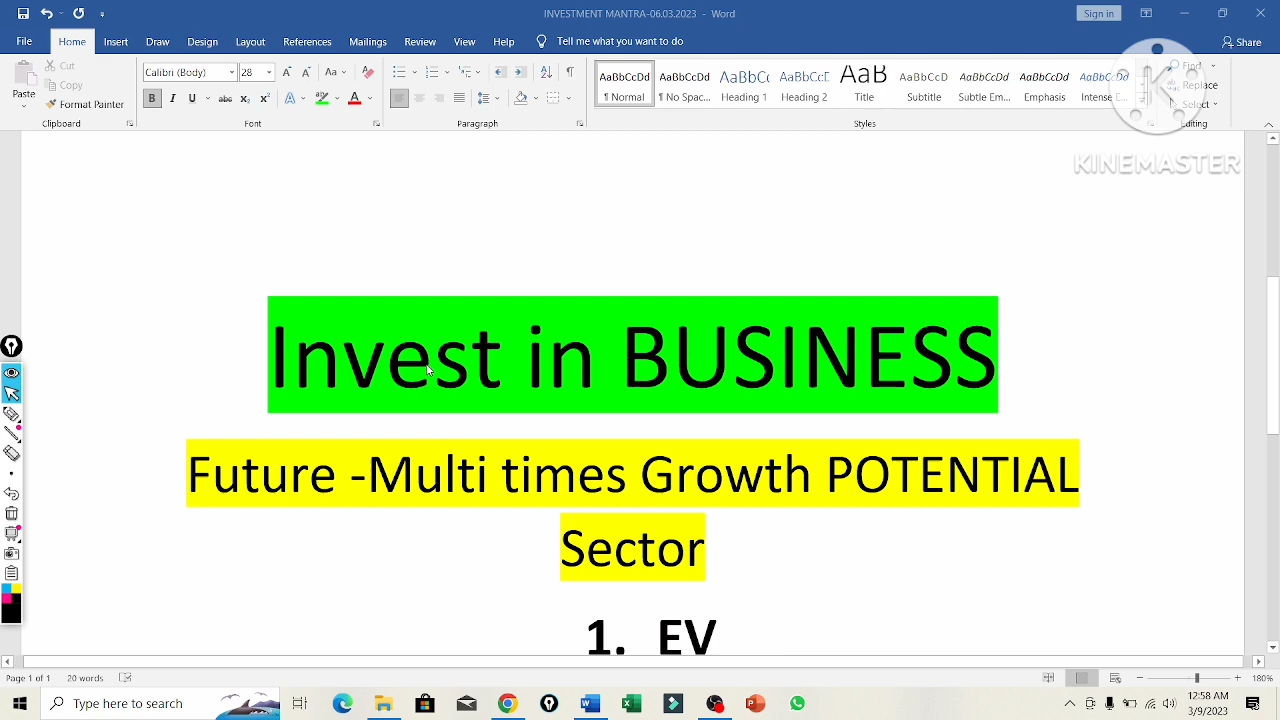 INVESTMENT MANTRA-06.03.2023 - Word
Sign in
File Home Insert Draw Design Layout References Mailings Review View Help Tell me what you want to do Share
Paste
Cut
Copy
Format Painter
Clipboard
Calibri (Body) 28
Font
Paragraph
AaBbCcDd AaBbCcDd AaBbCc AaBbCcD AaB AaBbCcD AaBbCcDd AaBbCcDd AaBbCcDd
¶ Normal ¶ No Spac... Heading 1 Heading 2 Title Subtitle Subtle Em... Emphasis Intense E...
Styles
Find
Replace
Select
Editing
KINEMASTER
Invest in BUSINESS
Future -Multi times Growth POTENTIAL
Sector
1. EV
Page 1 of 1 20 words 180%
Type here to search
12:58 AM
3/9/2023